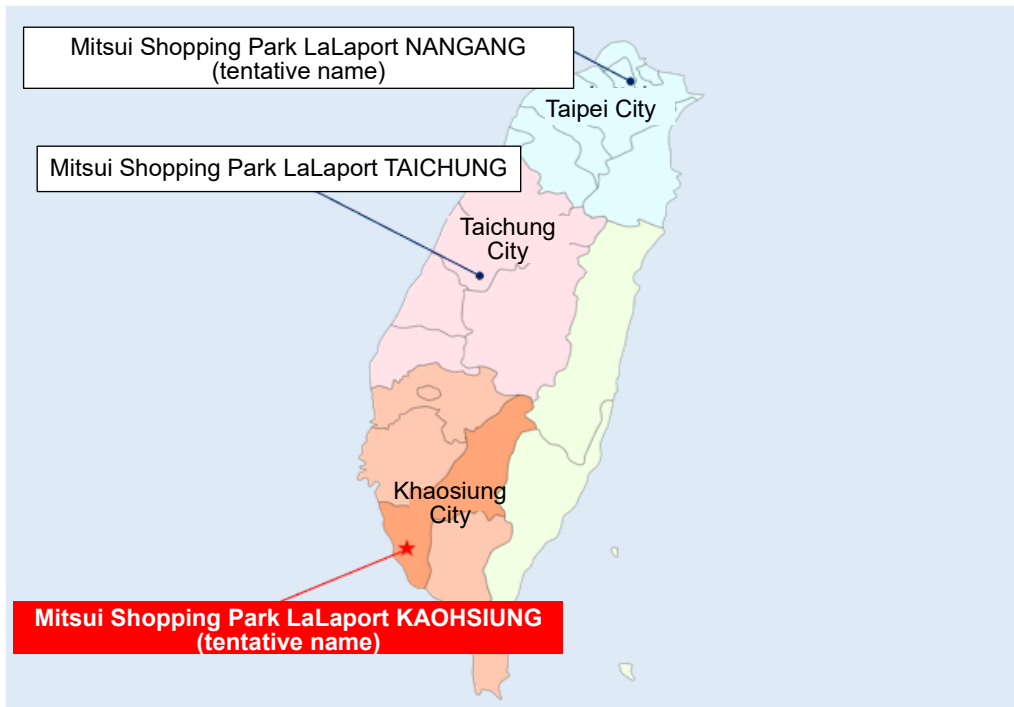 Mitsui Shopping Park LaLaport NANGANG
(tentative name)
Taipei City
Mitsui Shopping Park LaLaport TAICHUNG
Taichung
City
Khaosiung
City
Mitsui Shopping Park LaLaport KAOHSIUNG
(tentative name)